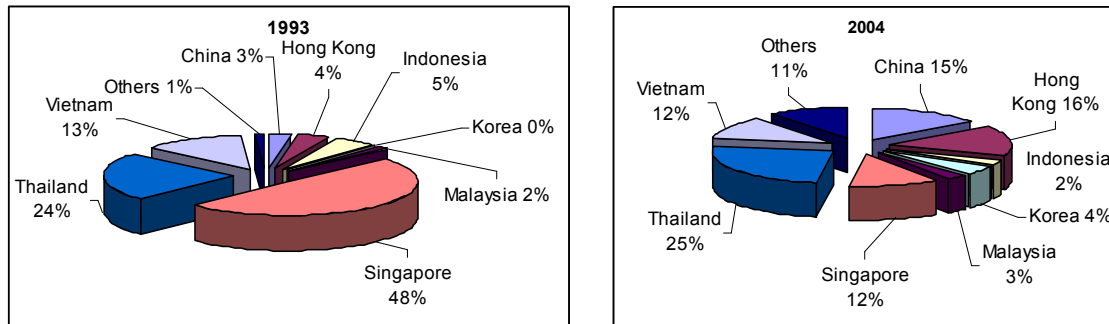 1993
China 3%
Hong Kong
4%
Indonesia
5%
Others 1%
Vietnam
13%
Korea 0%
Malaysia 2%
Thailand
24%
Singapore
48%
2004
Others
11%
China 15%
Vietnam
12%
Hong
Kong 16%
Indonesia
2%
Korea 4%
Thailand
25%
Malaysia
3%
Singapore
12%